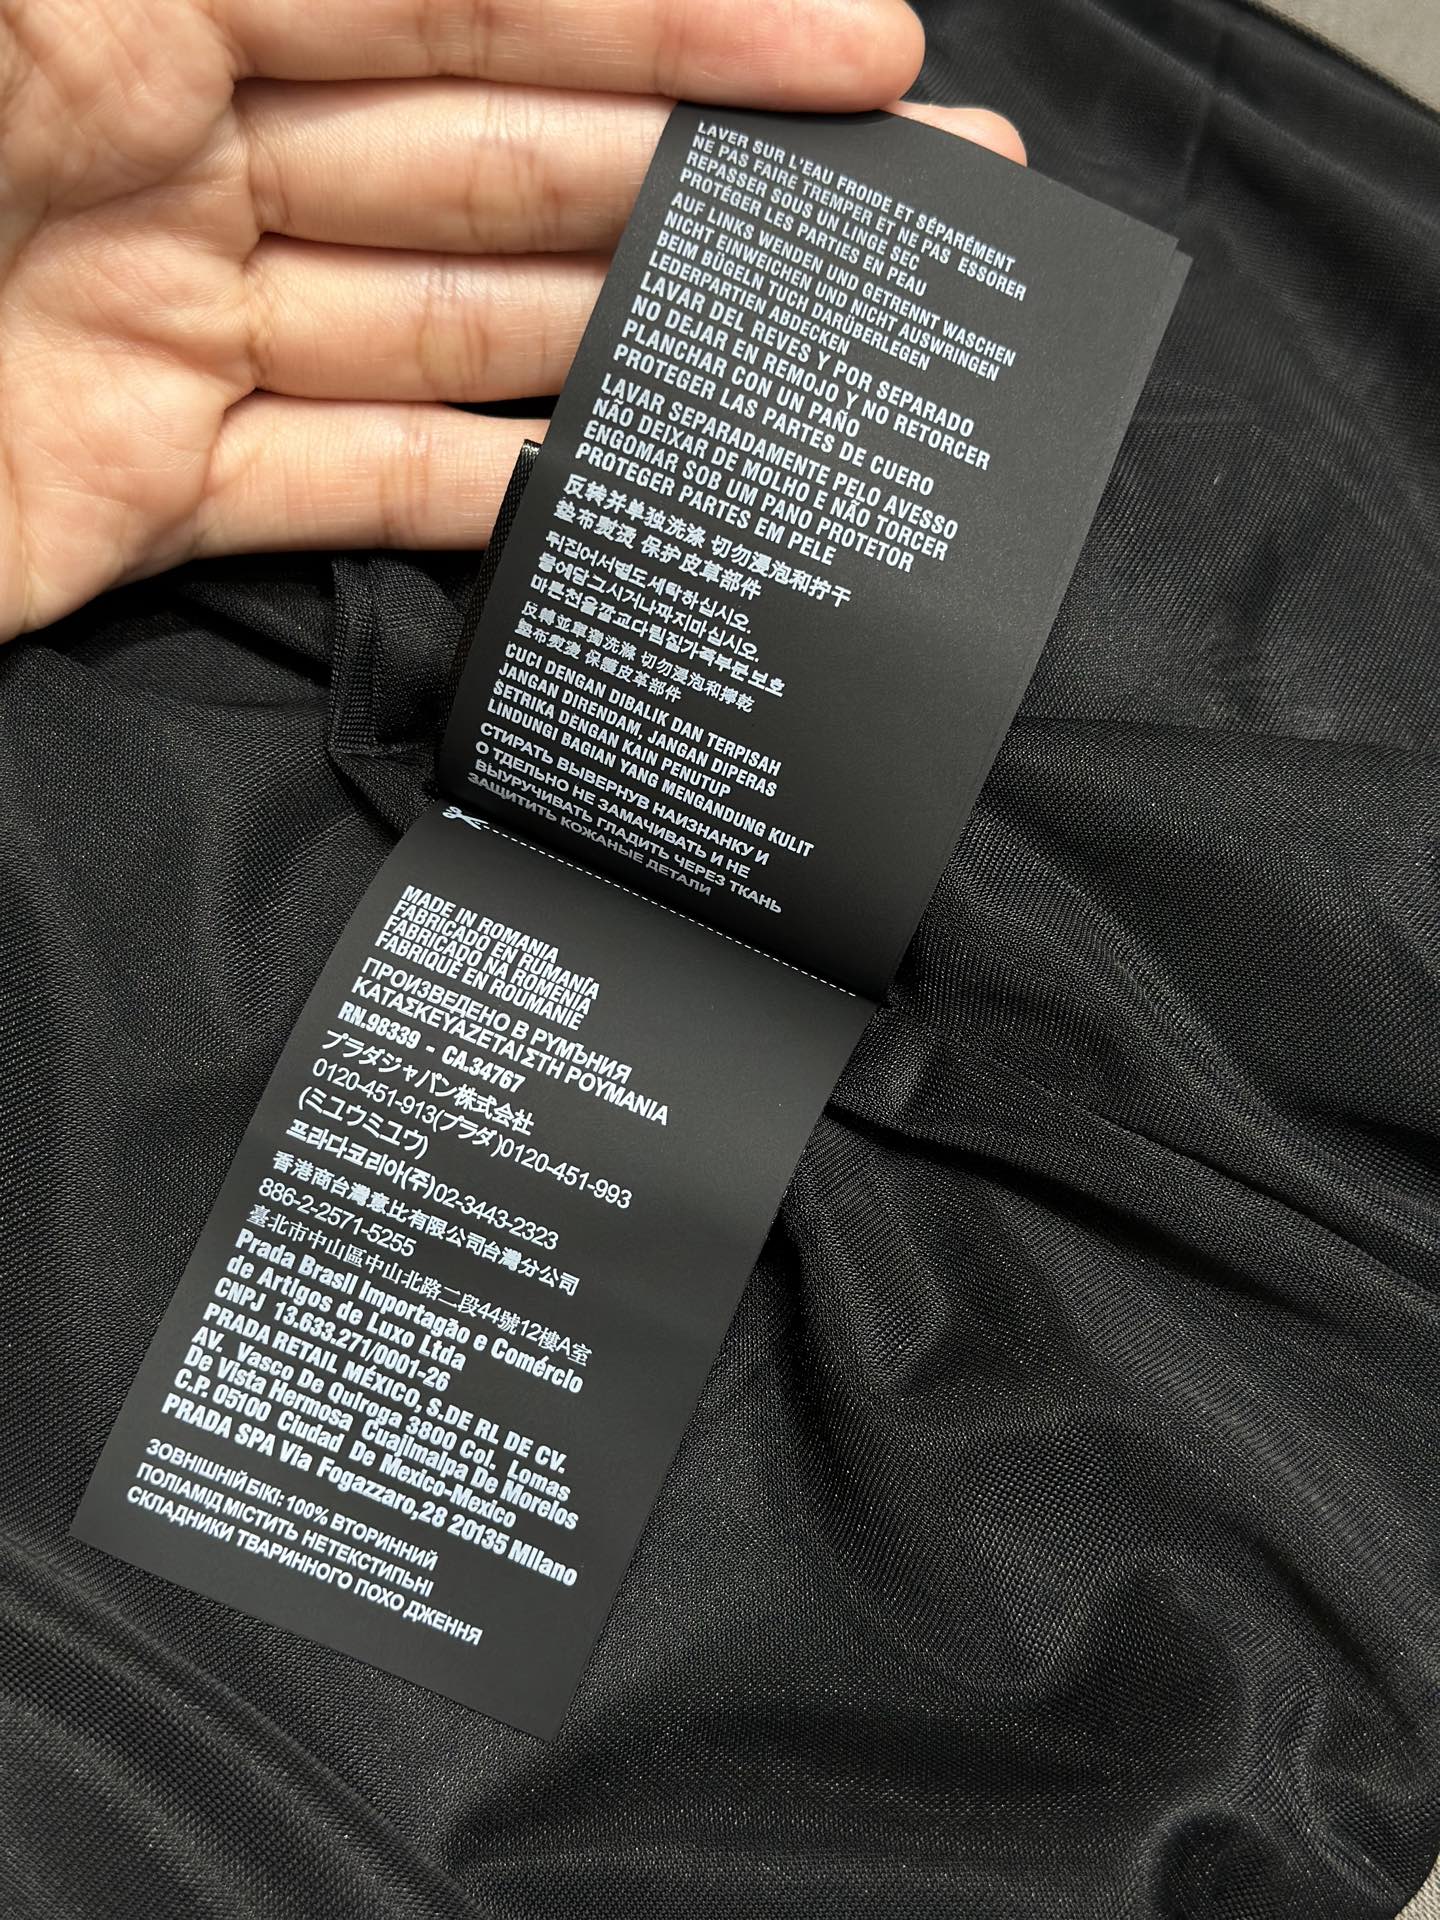 LAVER SUR L'EAU FROIDE ET SÉPARÉMENT
NE PAS FAIRE TREMPER ET NE PAS ESSORER
REPASSER SOUS UN LINGE SEC
PROTÉGER LES PARTIES EN PEAU
AUF LINKS WENDEN UND GETRENNT WASCHEN
NICHT EINWEICHEN UND NICHT AUSWRINGEN
BEIM BÜGELN TUCH DARÜBERLEGEN
LEDERPARTIEN ABDECKEN
LAVAR DEL REVES Y POR SEPARADO
NO DEJAR EN REMOJO Y NO RETORCER
PLANCHAR CON UN PAÑO
PROTEGER LAS PARTES DE CUERO
LAVAR SEPARADAMENTE PELO AVESSO
NÃO DEIXAR DE MOLHO E NÃO TORCER
ENGOMAR SOB UM PANO PROTETOR
PROTEGER PARTES EM PELE
反转并单独洗涤 切勿浸泡和拧干
垫布熨烫 保护皮革部件
뒤집어서별도세탁하십시오.
물에담그시거나짜지마십시오.
마른천을깔고다림질가죽부분보호
反轉並單獨洗滌 切勿浸泡和擰乾
墊布熨燙 保護皮革部件
CUCI DENGAN DIBALIK DAN TERPISAH
JANGAN DIRENDAM, JANGAN DIPERAS
SETRIKA DENGAN KAIN PENUTUP
LINDUNGI BAGIAN YANG MENGANDUNG KULIT
СТИРАТЬ ВЫВЕРНУВ НАИЗНАНКУ И
О ТДЕЛЬНО НЕ ЗАМАЧИВАТЬ И НЕ
ВЫУРУЧИВАТЬ ГЛАДИТЬ ЧЕРЕЗ ТКАНЬ
ЗАЩИТИТЬ КОЖАНЫЕ ДЕТАЛИ
MADE IN ROMANIA
FABRICADO EN RUMANÍA
FABRICADO NA ROMENIA
FABRIQUÉ EN ROUMANIE
ПРОИЗВЕДЕНО В РУМЪНИЯ
ΚΑΤΑΣΚΕΥΑΖΕΤΑΙ ΣΤΗ ΡΟΥΜΑΝΙΑ
RN.98339 - CA.34767
プラダジャパン株式会社
0120-451-913(プラダ)0120-451-993
(ミユウミユウ)
프라다코리아(주)02-3443-2323
香港商台灣意比有限公司台灣分公司
886-2-2571-5255
臺北市中山區中山北路二段44號12樓A室
Prada Brasil Importagão e Comércio
de Artigos de Luxo Ltda
CNPJ 13.633.271/0001-26
PRADA RETAIL MÉXICO, S.DE RL DE CV.
AV. Vasco De Quiroga 3800 Col. Lomas
De Vista Hermosa Cuajimalpa De Morelos
C.P. 05100 Ciudad De Mexico-Mexico
PRADA SPA Via Fogazzaro,28 20135 Milano
ЗОВНІШНІЙ БІКІ: 100% ВТОРИННИЙ
ПОЛІАМІД МІСТИТЬ НЕТЕКСТИЛЬНІ
СКЛАДНИКИ ТВАРИННОГО ПОХО ДЖЕННЯ